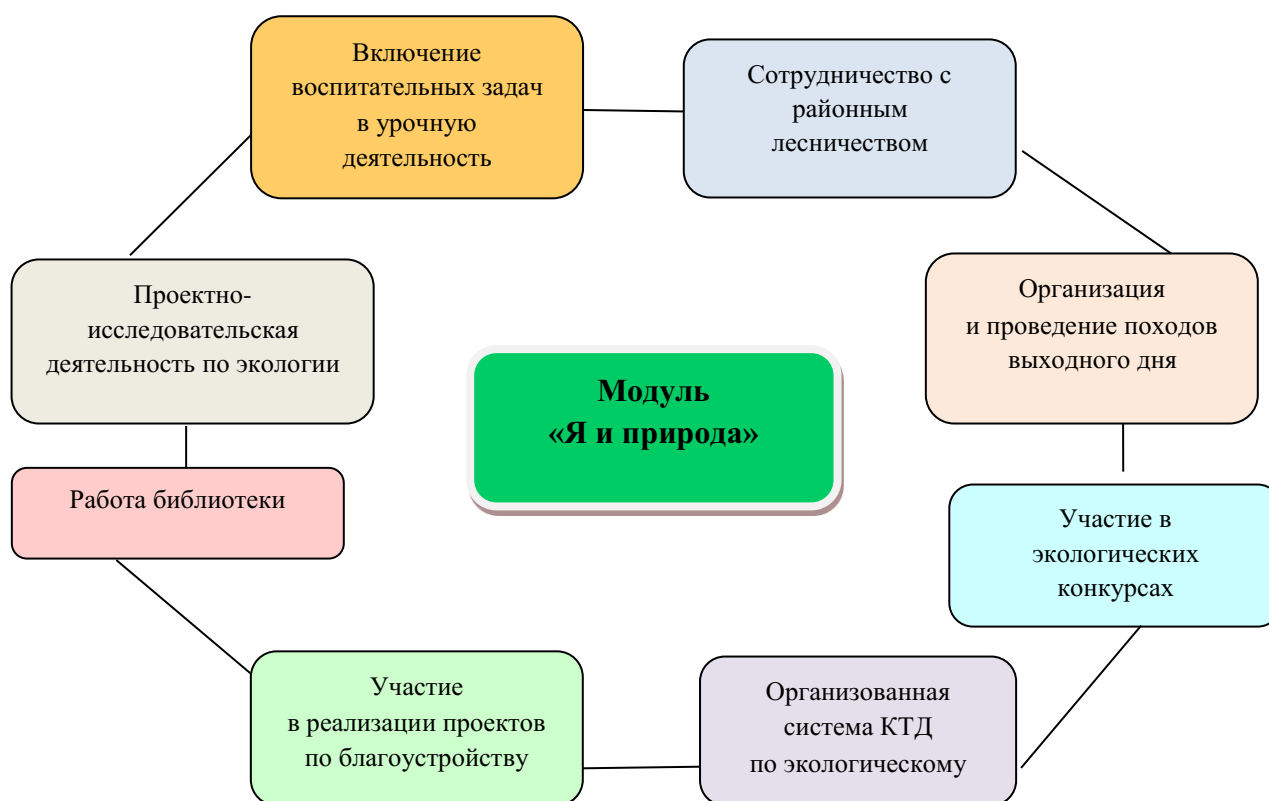 Включение
воспитательных задач
в урочную
деятельность
Сотрудничество с
районным
лесничеством
Проектно-
исследовательская
деятельность по экологии
Организация
и проведение походов
выходного дня
Модуль
«Я и природа»
Работа библиотеки
Участие в
экологических
конкурсах
Участие
в реализации проектов
по благоустройству
Организованная
система КТД
по экологическому